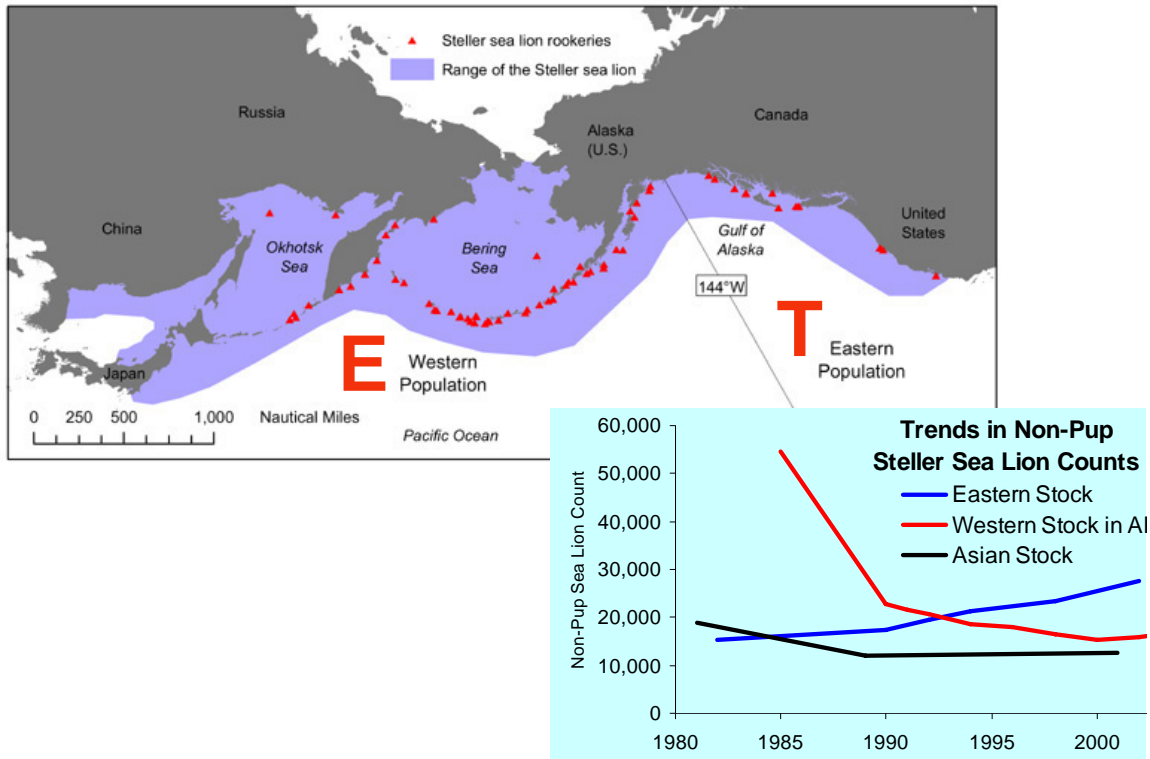 Steller sea lion rookeries
Range of the Steller sea lion
Russia
Canada
Alaska
(U.S.)
China
Okhotsk
Sea
Bering
Sea
Gulf of
Alaska
United
States
144°W
E
T
Western
Population
Eastern
Population
Japan
0 250 500 1,000 Nautical Miles
Pacific Ocean
Trends in Non-Pup
Steller Sea Lion Counts
Eastern Stock
Western Stock in Al
Asian Stock
Non-Pup Sea Lion Count
60,000
50,000
40,000
30,000
20,000
10,000
0
1980 1985 1990 1995 2000